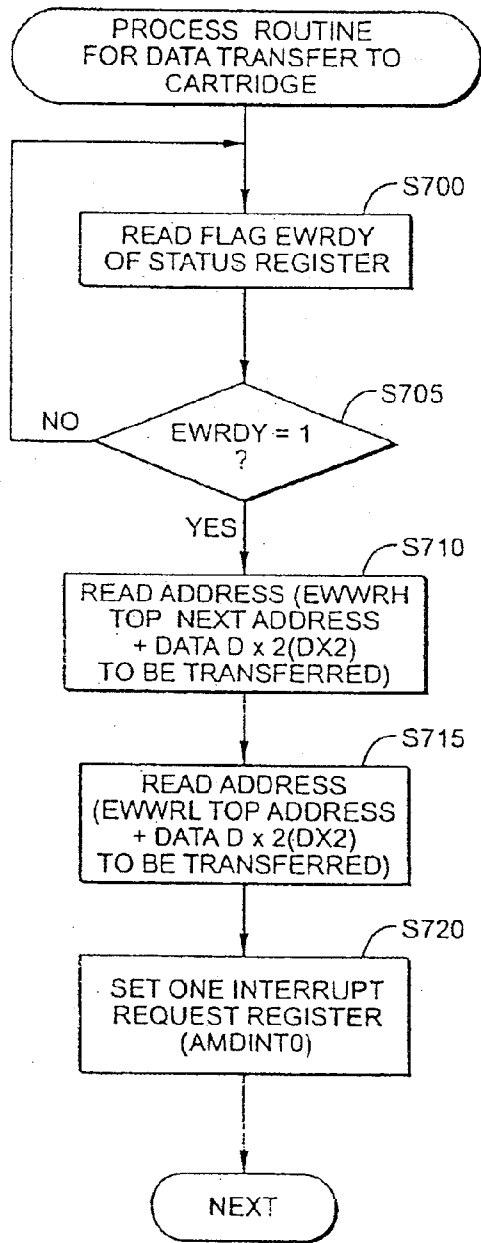 PROCESS ROUTINE
FOR DATA TRANSFER TO
CARTRIDGE
S700
READ FLAG EWRDY
OF STATUS REGISTER
S705
NO
EWRDY = 1
?
YES
S710
READ ADDRESS (EWWRH
TOP NEXT ADDRESS
+ DATA D x 2(DX2)
TO BE TRANSFERRED)
S715
READ ADDRESS
(EWWRL TOP ADDRESS
+ DATA D x 2(DX2)
TO BE TRANSFERRED)
S720
SET ONE INTERRUPT
REQUEST REGISTER
(AMDINT0)
NEXT